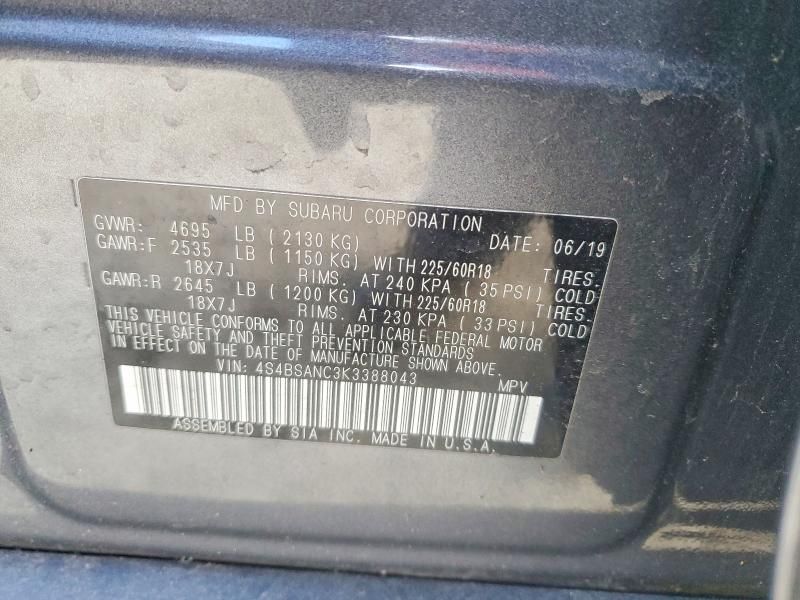 MFD BY SUBARU CORPORATION
GVWR: 4695 LB ( 2130 KG) DATE: 06/19
GAWR:F 2535 LB ( 1150 KG) WITH 225/60R18 TIRES.
18X7J RIMS. AT 240 KPA ( 35 PSI) COLD
GAWR:R 2645 LB ( 1200 KG) WITH 225/60R18 TIRES.
18X7J RIMS. AT 230 KPA ( 33 PSI) COLD
THIS VEHICLE CONFORMS TO ALL APPLICABLE FEDERAL MOTOR
VEHICLE SAFETY AND THEFT PREVENTION STANDARDS
IN EFFECT ON THE DATE OF MANUFACTURE SHOWN ABOVE.
VIN: 4S4BSANC3K3388043 MPV
ASSEMBLED BY SIA INC. MADE IN U.S.A.